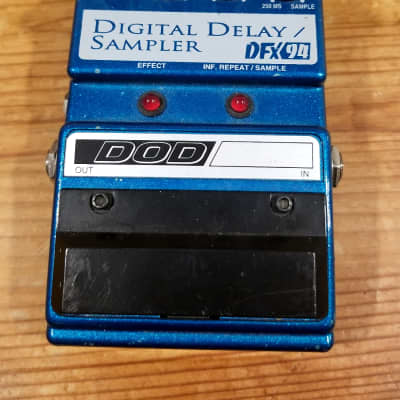 250 MS SAMPLE
DIGITAL DELAY /
SAMPLER DFX94
EFFECT INF. REPEAT / SAMPLE
DOD
OUT IN